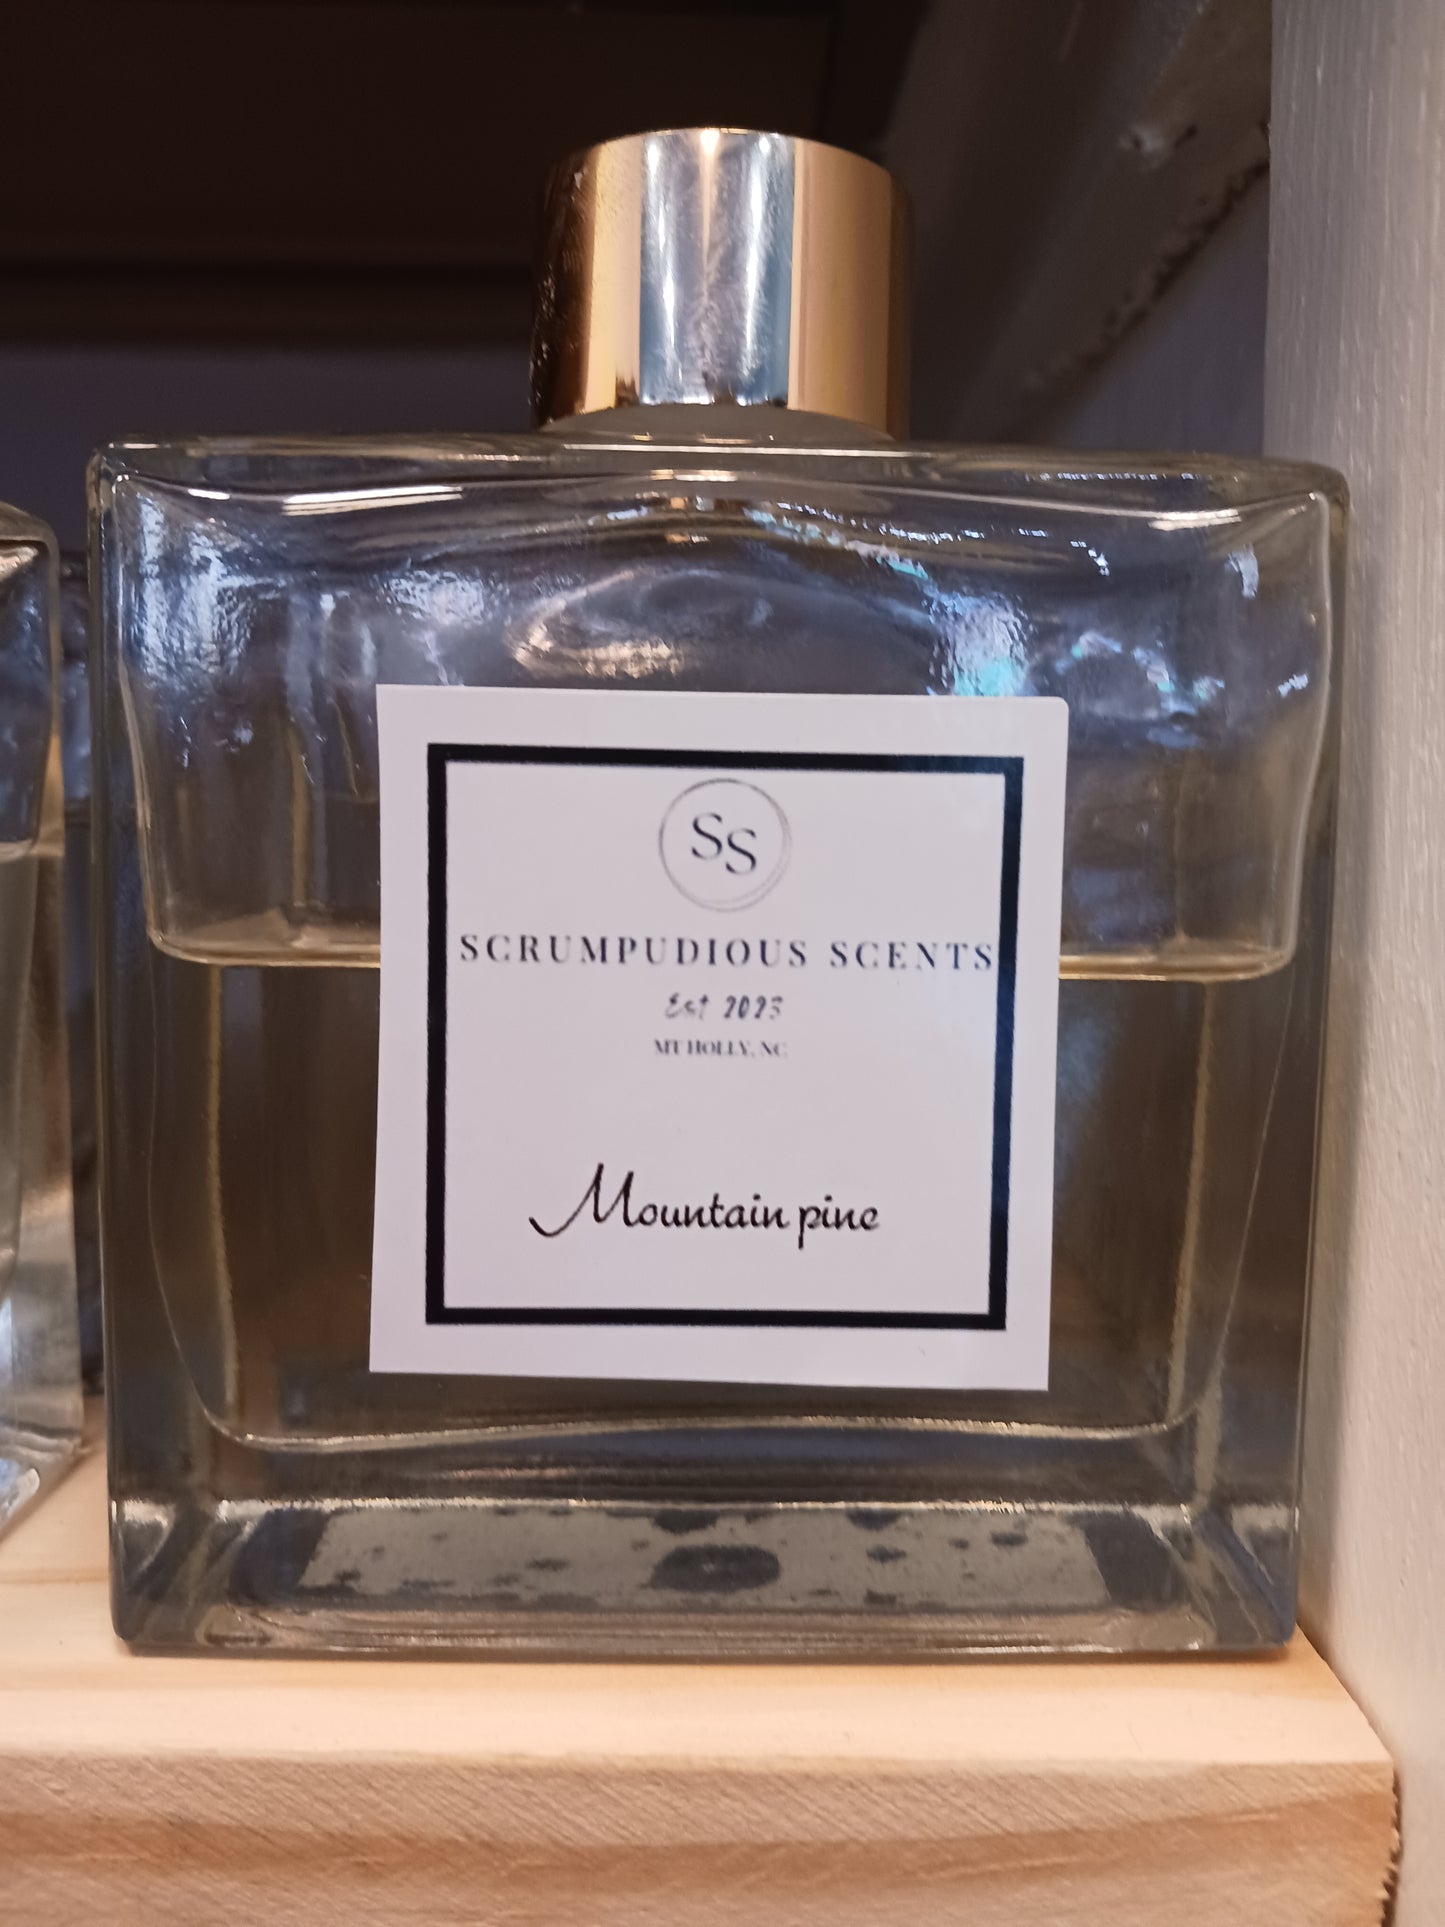 SS
SCRUMPUDIOUS SCENTS
Est 2023
MT HOLLY, NC
Mountain pine